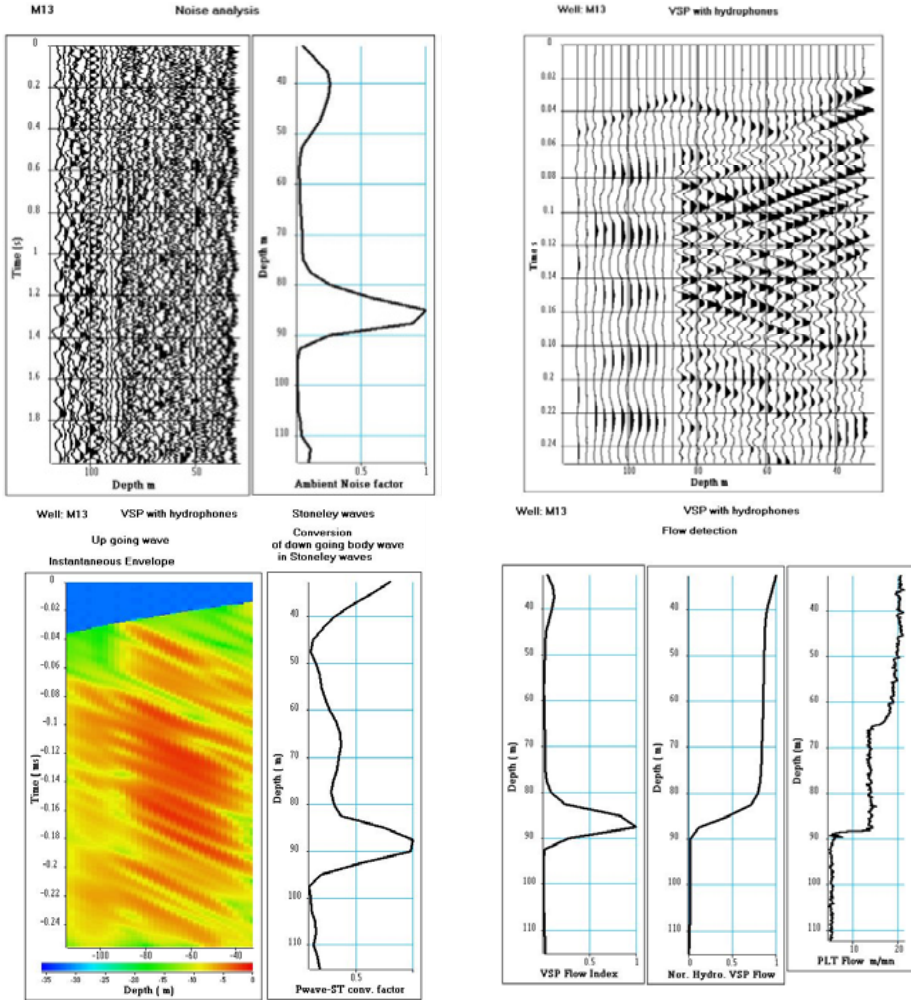 M13 Noise analysis
0
0.2
0.4
0.6
0.8
1
1.2
1.4
1.6
1.8
Time (s)
100 50
Depth m
40
50
60
70
80
90
100
110
Depth m
0.5 1
Ambient Noise factor
Well: M13 VSP with hydrophones
0
0.02
0.04
0.06
0.08
0.1
0.12
0.14
0.16
0.18
0.2
0.22
0.24
Time s
100 80 60 40
Depth m
Well: M13 VSP with hydrophones
Up going wave
Instantaneous Envelope
0
-0.02
-0.04
-0.06
-0.08
-0.1
-0.12
-0.14
-0.16
-0.18
-0.2
-0.22
-0.24
Time ( ms)
-100 -80 -60 -40
-35 -15 -12 -9 -6 -3 0
Depth ( m)
Stoneley waves
Conversion
of down going body wave
in Stoneley waves
40
50
60
70
80
90
100
110
Depth ( m)
0.5
Pwave-ST conv. factor
Well: M13 VSP with hydrophones
Flow detection
40
50
60
70
80
90
100
110
Depth ( m)
0.5 1
VSP Flow Index
40
50
60
70
80
90
100
110
Depth ( m)
0.5 1
Nor. Hydro. VSP Flow
40
50
60
70
80
90
100
110
Depth (m)
10 20
PLT Flow m/mn